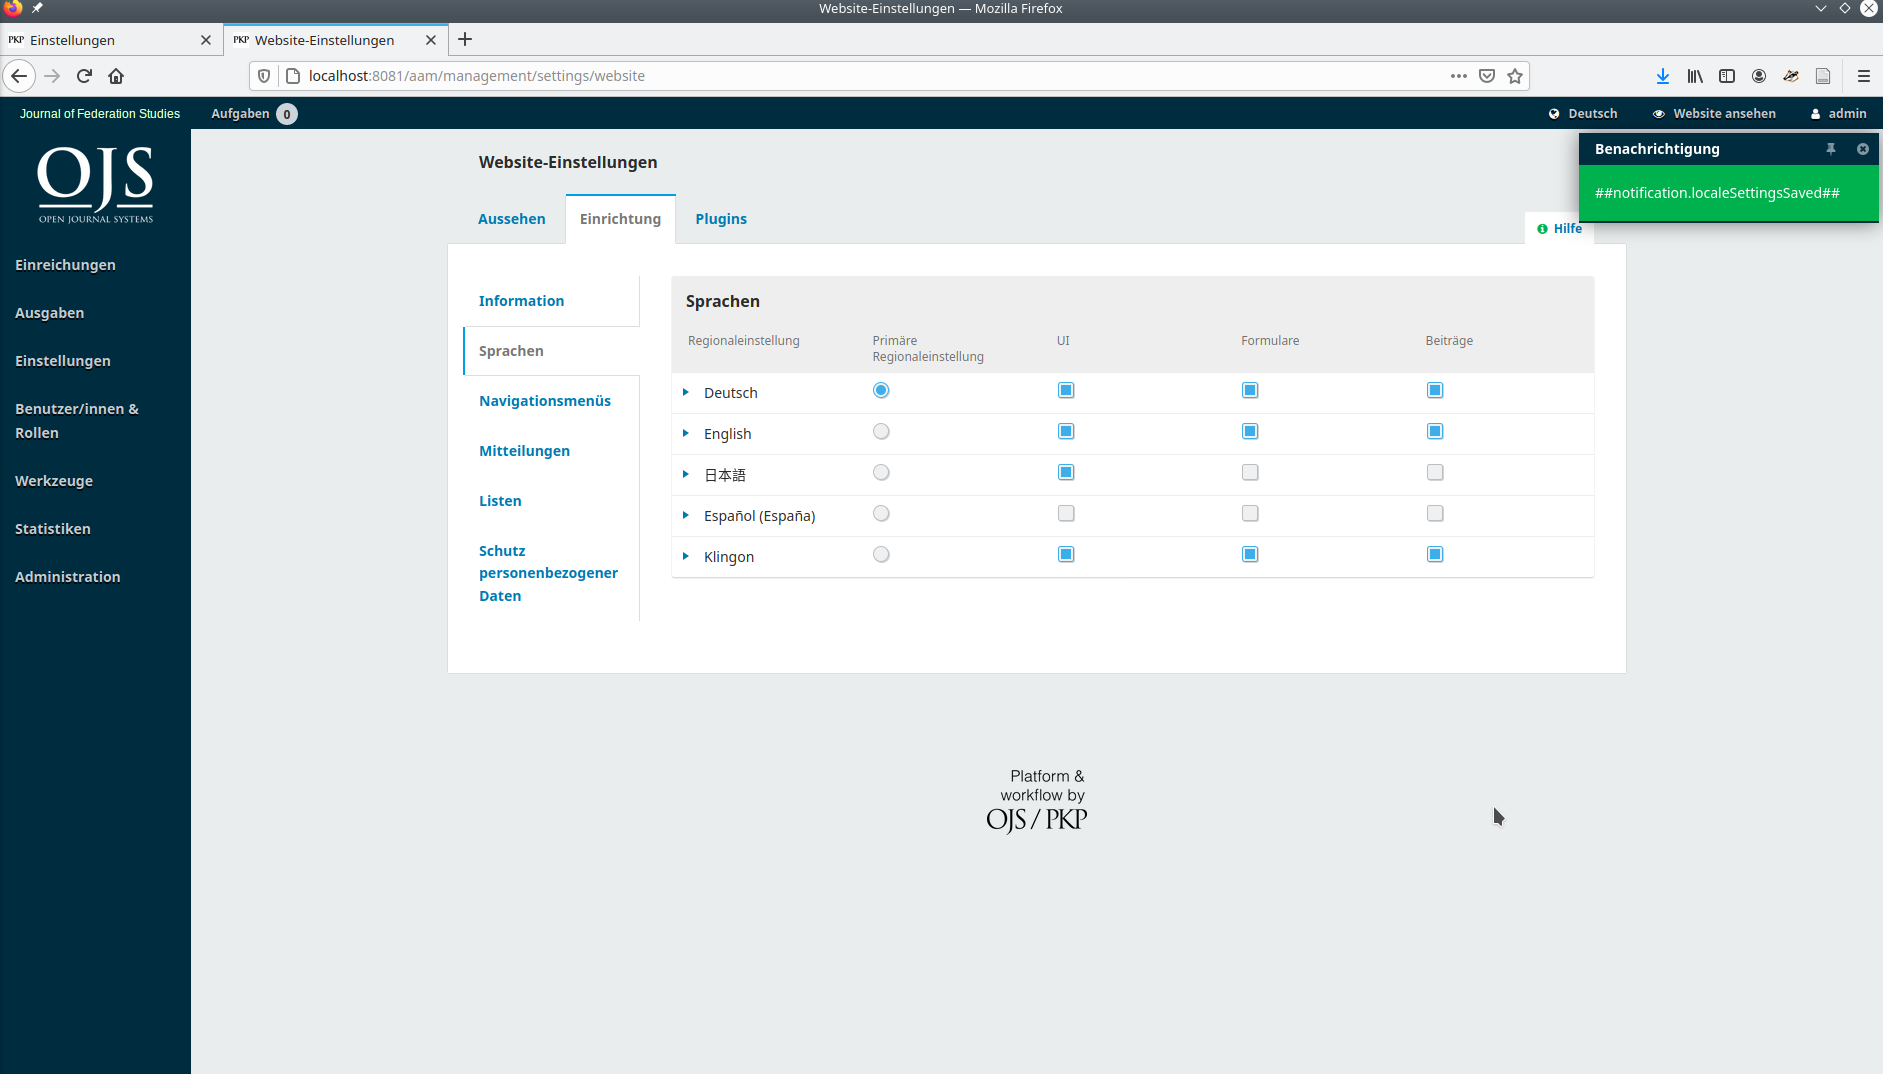 Website-Einstellungen — Mozilla Firefox
PKP Einstellungen
PKP Website-Einstellungen
localhost:8081/aam/management/settings/website
Journal of Federation Studies
Aufgaben 0
Deutsch
Website ansehen
admin
Benachrichtigung
##notification.localeSettingsSaved##
OJS
OPEN JOURNAL SYSTEMS
Einreichungen
Ausgaben
Einstellungen
Benutzer/innen &
Rollen
Werkzeuge
Statistiken
Administration
Website-Einstellungen
Aussehen
Einrichtung
Plugins
Hilfe
Information
Sprachen
Navigationsmenüs
Mitteilungen
Listen
Schutz
personenbezogener
Daten
Sprachen
Regionaleinstellung
Primäre
Regionaleinstellung
UI
Formulare
Beiträge
Deutsch
English
日本語
Español (España)
Klingon
Platform &
workflow by
OJS / PKP